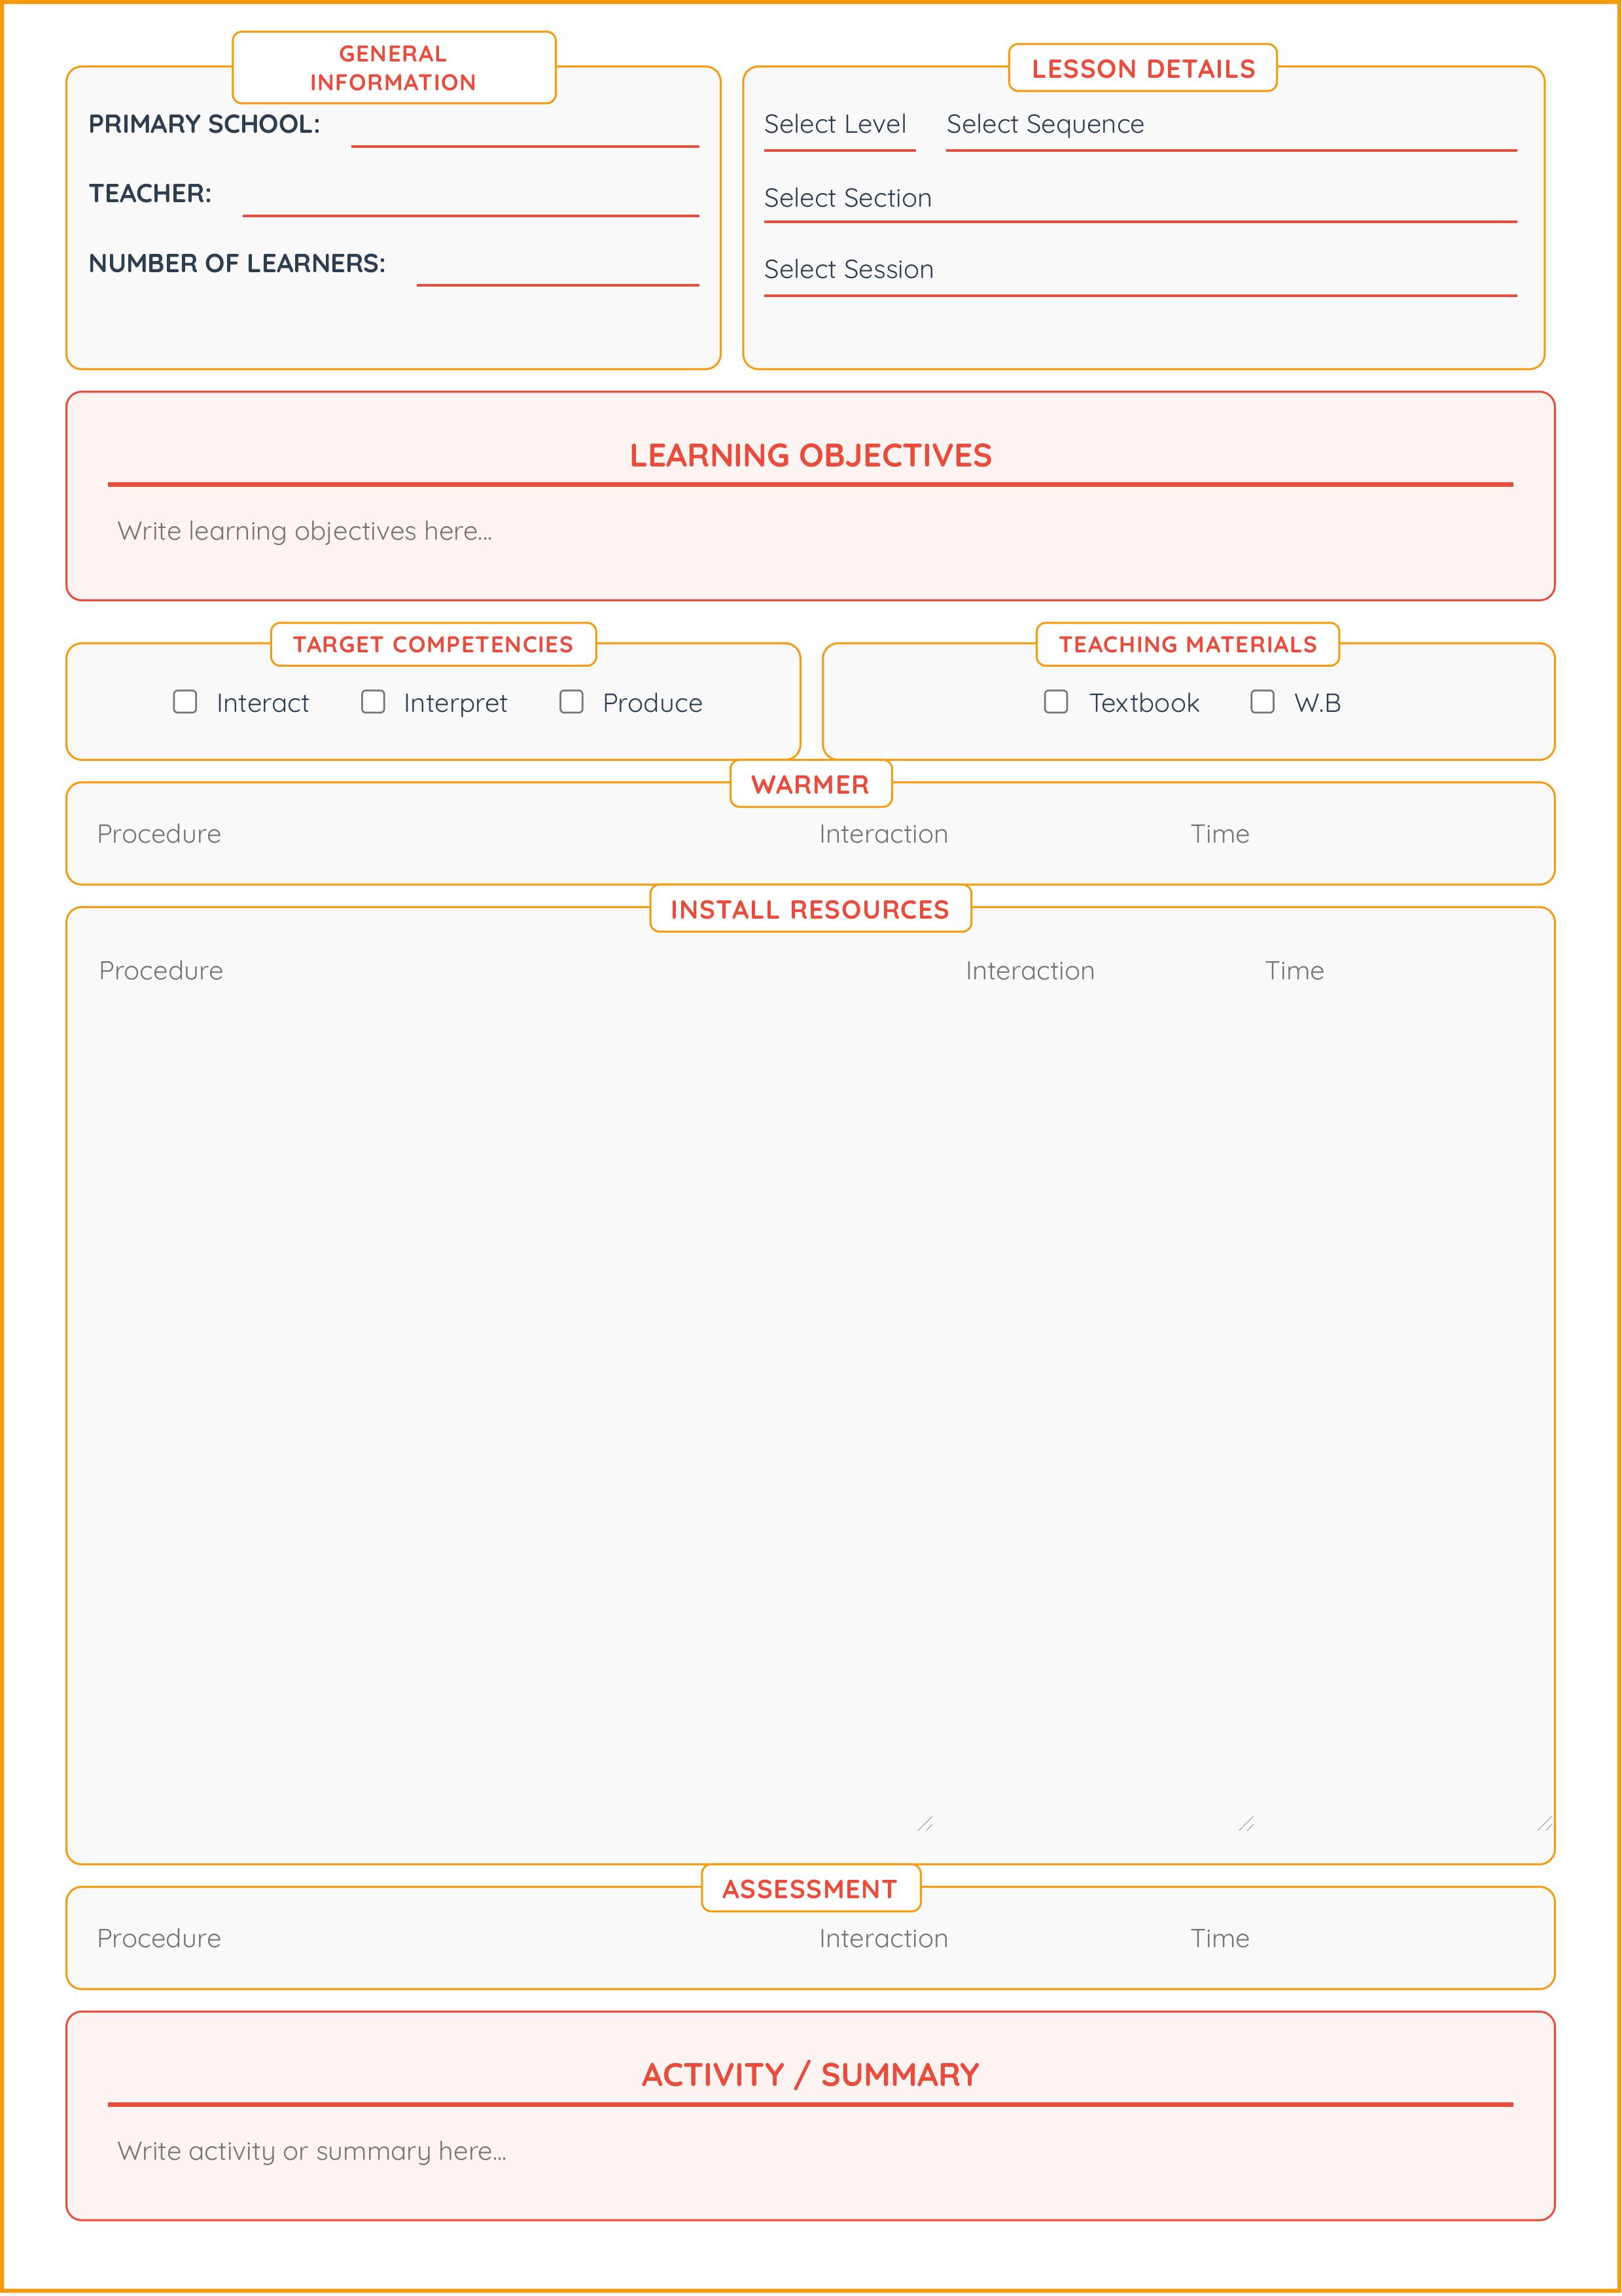 GENERAL
INFORMATION
PRIMARY SCHOOL:
TEACHER:
NUMBER OF LEARNERS:
LESSON DETAILS
Select Level Select Sequence
Select Section
Select Session
LEARNING OBJECTIVES
Write learning objectives here...
TARGET COMPETENCIES
Interact Interpret Produce
TEACHING MATERIALS
Textbook W.B
WARMER
Procedure Interaction Time
INSTALL RESOURCES
Procedure Interaction Time
ASSESSMENT
Procedure Interaction Time
ACTIVITY / SUMMARY
Write activity or summary here...